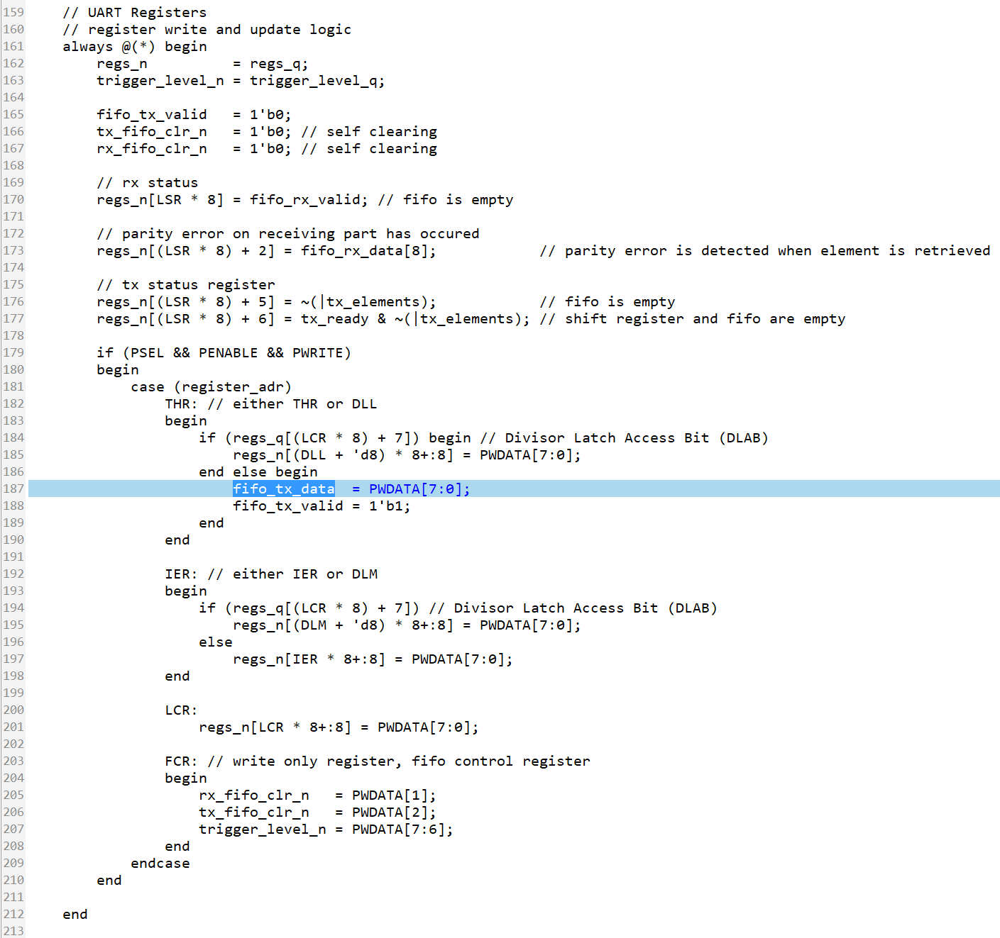 159 // UART Registers
160 // register write and update logic
161 always @(*) begin
162 regs_n          = regs_q;
163 trigger_level_n = trigger_level_q;
164
165 fifo_tx_valid   = 1'b0;
166 tx_fifo_clr_n   = 1'b0; // self clearing
167 rx_fifo_clr_n   = 1'b0; // self clearing
168
169 // rx status
170 regs_n[LSR * 8] = fifo_rx_valid; // fifo is empty
171
172 // parity error on receiving part has occured
173 regs_n[(LSR * 8) + 2] = fifo_rx_data[8];            // parity error is detected when element is retrieved
174
175 // tx status register
176 regs_n[(LSR * 8) + 5] = ~(|tx_elements);            // fifo is empty
177 regs_n[(LSR * 8) + 6] = tx_ready & ~(|tx_elements); // shift register and fifo are empty
178
179 if (PSEL && PENABLE && PWRITE)
180 begin
181 case (register_adr)
182 THR: // either THR or DLL
183 begin
184 if (regs_q[(LCR * 8) + 7]) begin // Divisor Latch Access Bit (DLAB)
185 regs_n[(DLL + 'd8) * 8+:8] = PWDATA[7:0];
186 end else begin
187 fifo_tx_data  = PWDATA[7:0];
188 fifo_tx_valid = 1'b1;
189 end
190 end
191
192 IER: // either IER or DLM
193 begin
194 if (regs_q[(LCR * 8) + 7]) // Divisor Latch Access Bit (DLAB)
195 regs_n[(DLM + 'd8) * 8+:8] = PWDATA[7:0];
196 else
197 regs_n[IER * 8+:8] = PWDATA[7:0];
198 end
199
200 LCR:
201 regs_n[LCR * 8+:8] = PWDATA[7:0];
202
203 FCR: // write only register, fifo control register
204 begin
205 rx_fifo_clr_n   = PWDATA[1];
206 tx_fifo_clr_n   = PWDATA[2];
207 trigger_level_n = PWDATA[7:6];
208 end
209 endcase
210 end
211
212 end
213